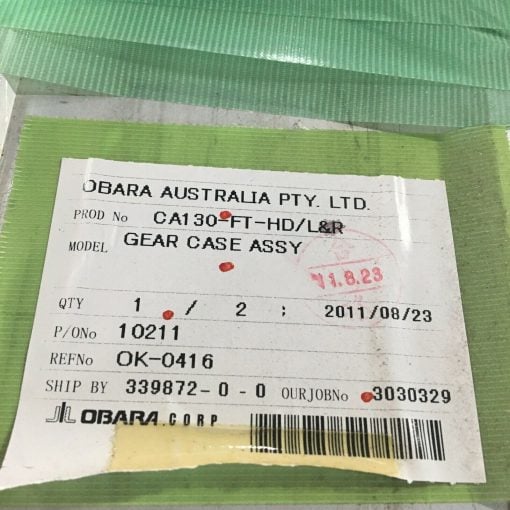 OBARA AUSTRALIA PTY. LTD.
PROD No CA130-FT-HD/L&R
MODEL GEAR CASE ASSY
11.8.23
QTY 1 / 2 ; 2011/08/23
P/ONo 10211
REFNo OK-0416
SHIP BY 339872-0-0 OURJOBNo 3030329
OBARA.CORP